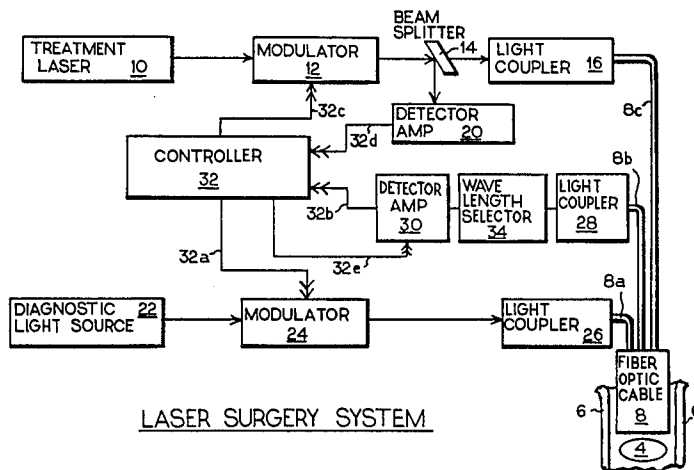 TREATMENT
LASER 10
MODULATOR
12
BEAM
SPLITTER
14
LIGHT
COUPLER
16
32c
32d
DETECTOR
AMP 20
8c
CONTROLLER
32
32b
DETECTOR
AMP
30
WAVE
LENGTH
SELECTOR
34
LIGHT
COUPLER
28
8b
32a
32e
8a
DIAGNOSTIC 22
LIGHT SOURCE
MODULATOR
24
LIGHT
COUPLER
26
FIBER
OPTIC
CABLE
8
6
6
4
LASER SURGERY SYSTEM